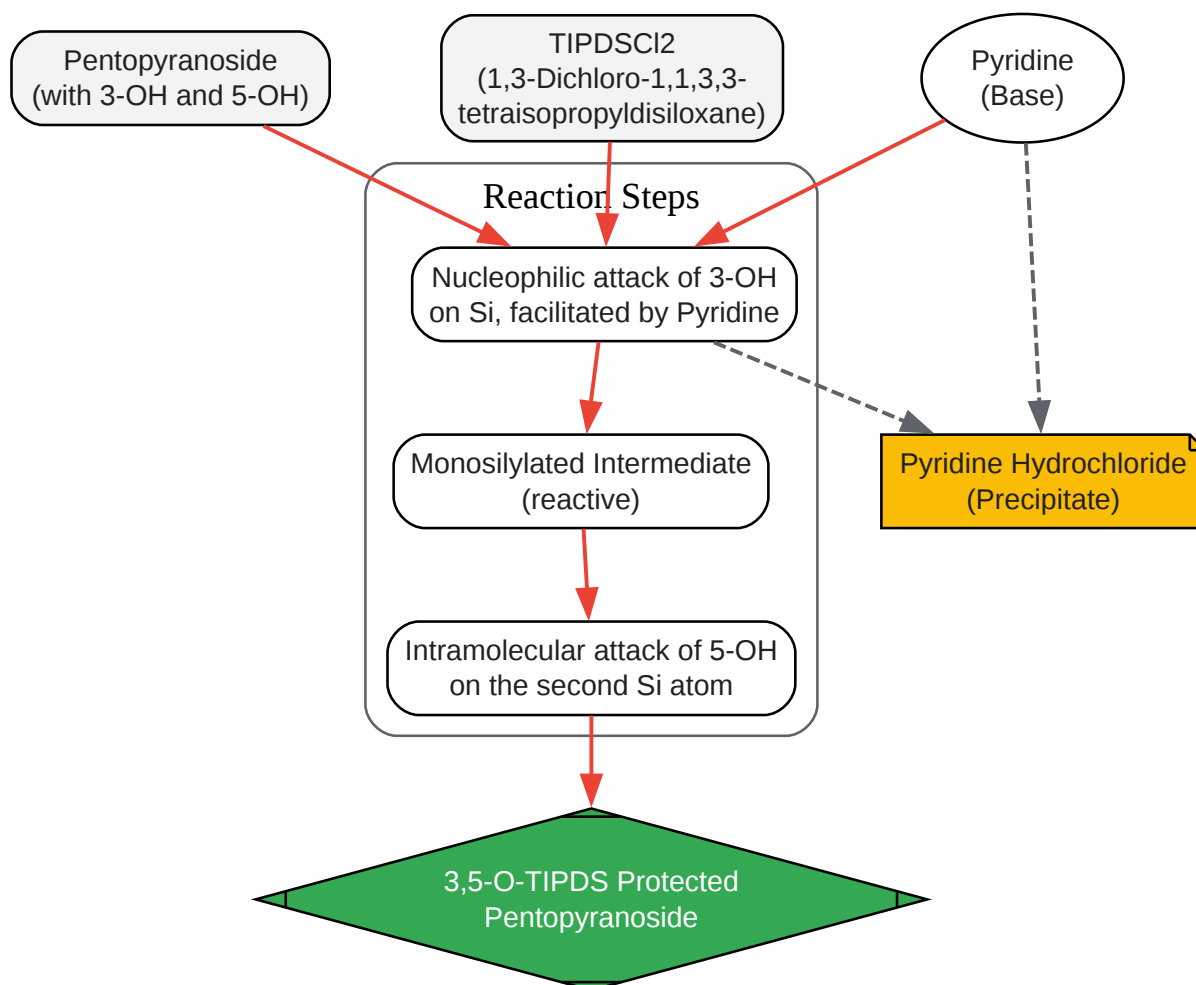 Pentopyranoside
(with 3-OH and 5-OH)
TIPDSCl2
(1,3-Dichloro-1,1,3,3-
tetraisopropyldisiloxane)
Pyridine
(Base)
Reaction Steps
Nucleophilic attack of 3-OH
on Si, facilitated by Pyridine
Monosilylated Intermediate
(reactive)
Pyridine Hydrochloride
(Precipitate)
Intramolecular attack of 5-OH
on the second Si atom
3,5-O-TIPDS Protected
Pentopyranoside